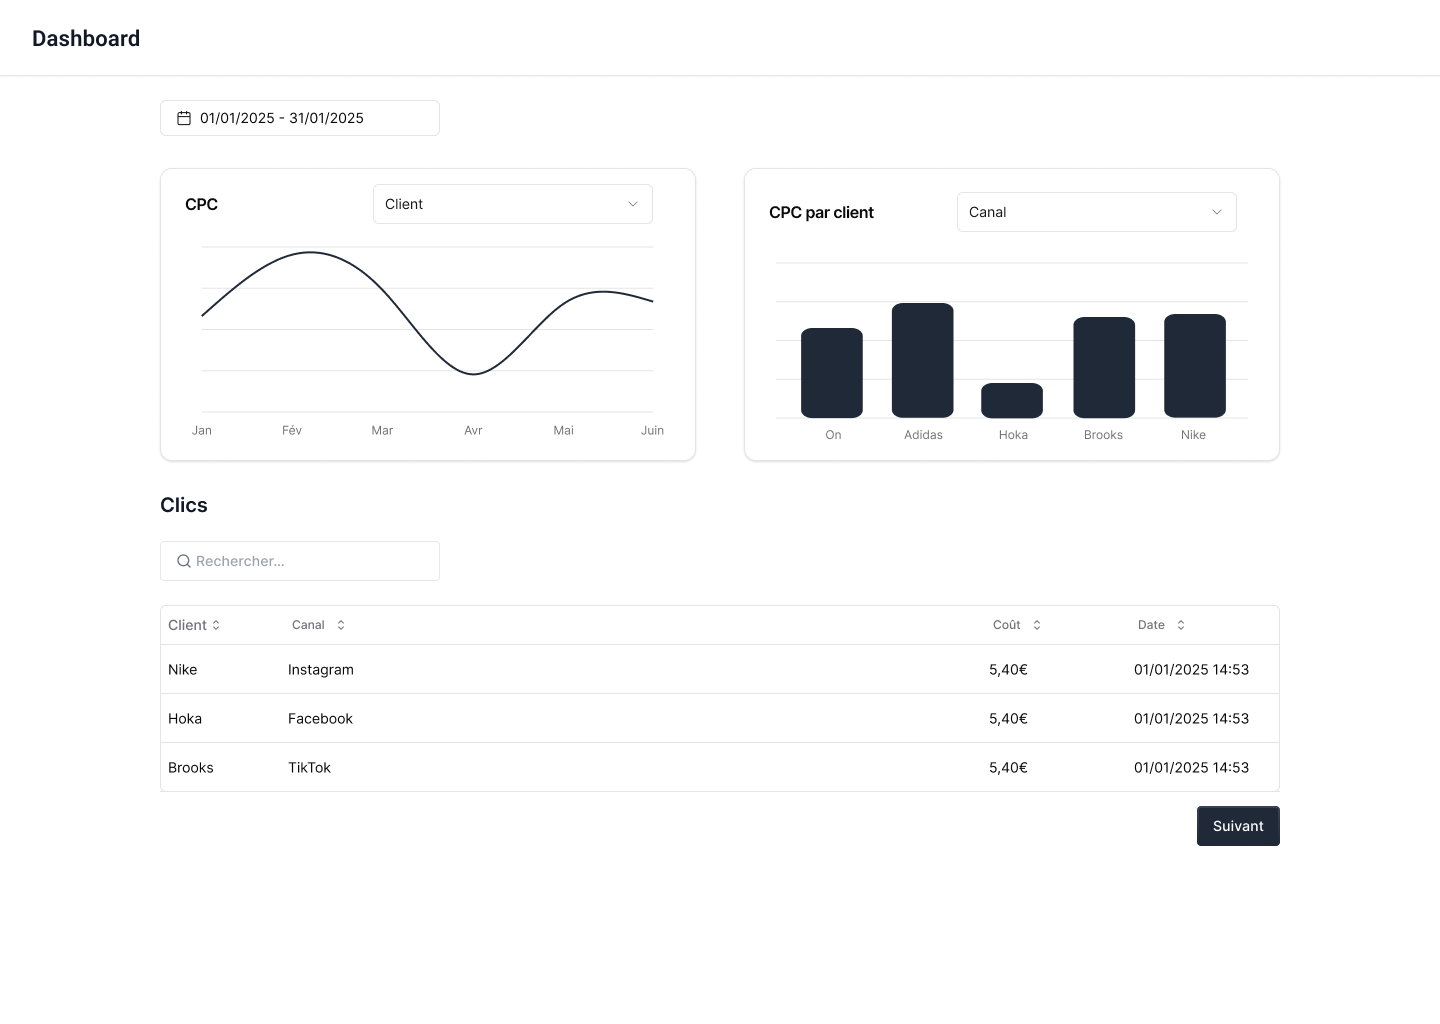 Dashboard
01/01/2025 - 31/01/2025
CPC
Client
Jan Fév Mar Avr Mai Juin
CPC par client
Canal
On Adidas Hoka Brooks Nike
Clics
Rechercher...
Client Canal Coût Date
Nike Instagram 5,40€ 01/01/2025 14:53
Hoka Facebook 5,40€ 01/01/2025 14:53
Brooks TikTok 5,40€ 01/01/2025 14:53
Suivant